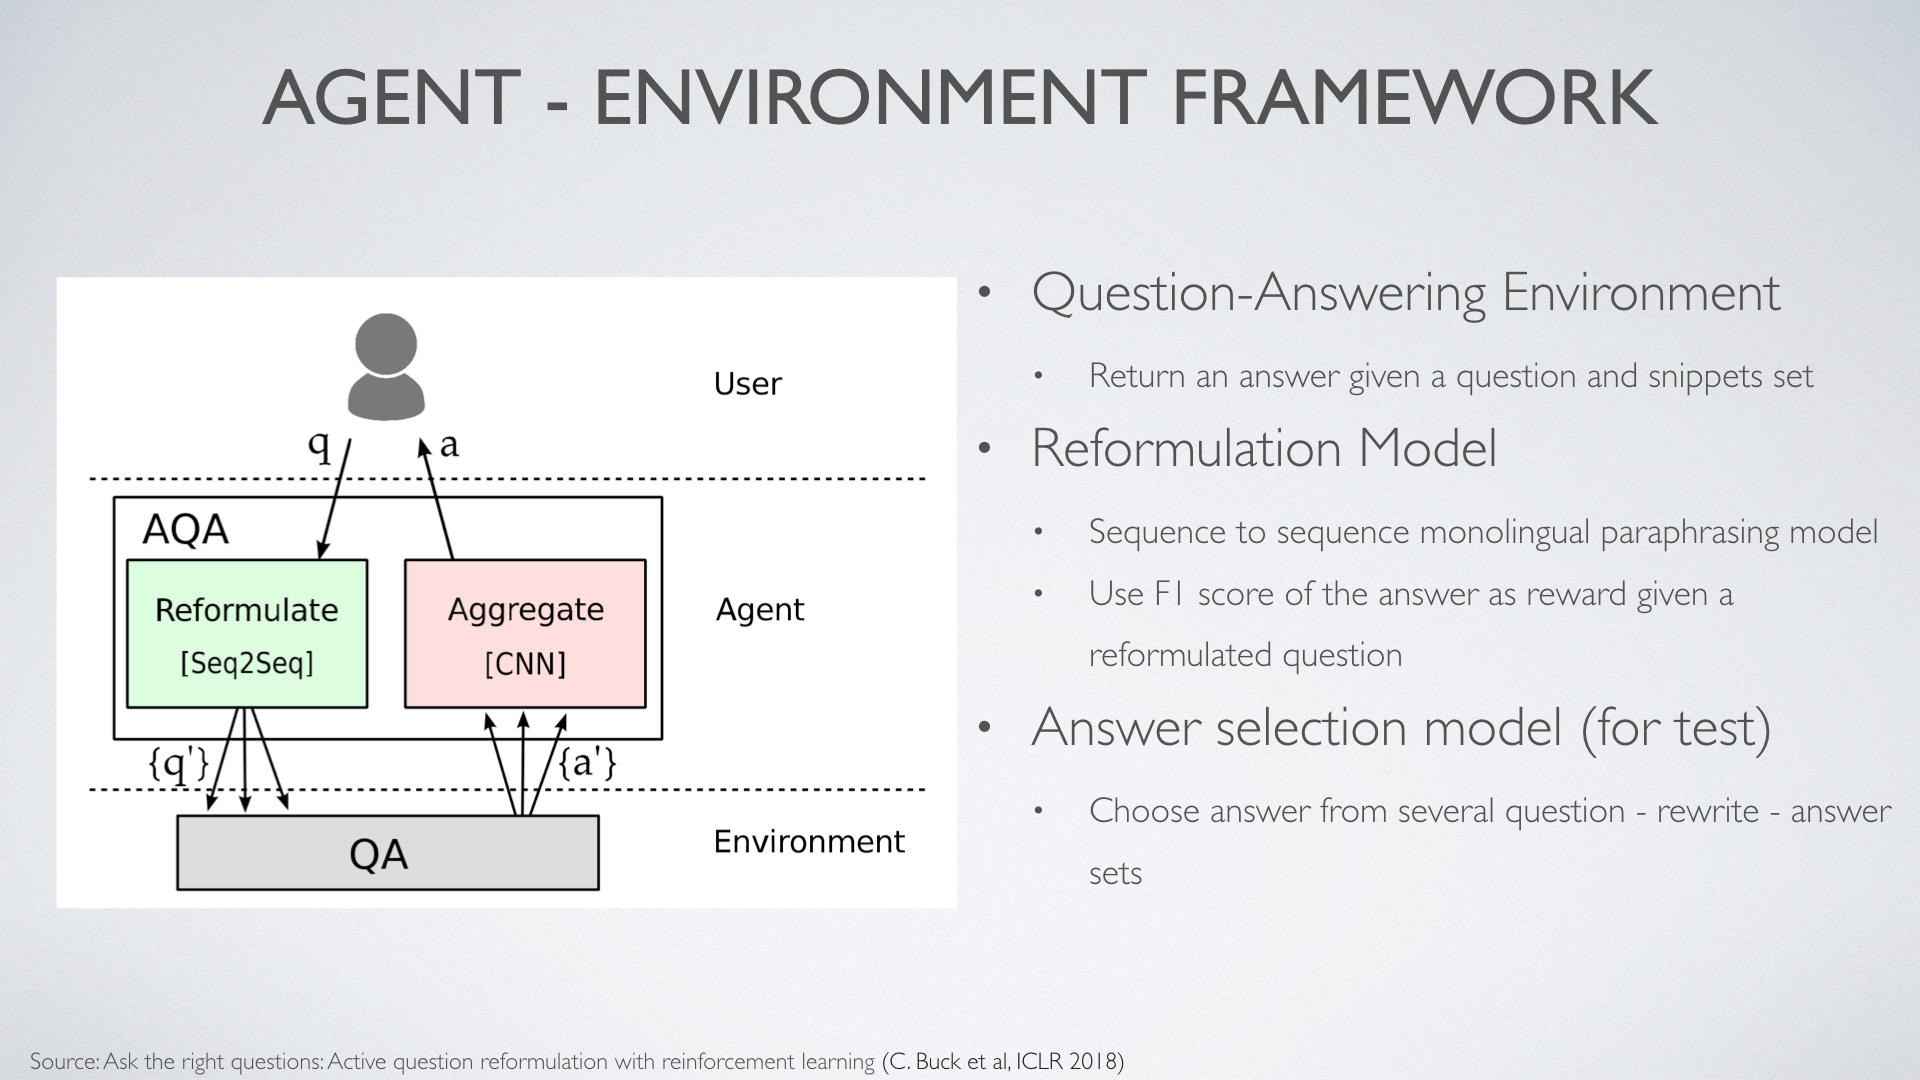 AGENT - ENVIRONMENT FRAMEWORK
User
q
a
AQA
Reformulate
[Seq2Seq]
Aggregate
[CNN]
Agent
{q'}
{a'}
QA
Environment
• Question-Answering Environment
• Return an answer given a question and snippets set
• Reformulation Model
• Sequence to sequence monolingual paraphrasing model
• Use F1 score of the answer as reward given a
reformulated question
• Answer selection model (for test)
• Choose answer from several question - rewrite - answer
sets
Source: Ask the right questions: Active question reformulation with reinforcement learning (C. Buck et al, ICLR 2018)